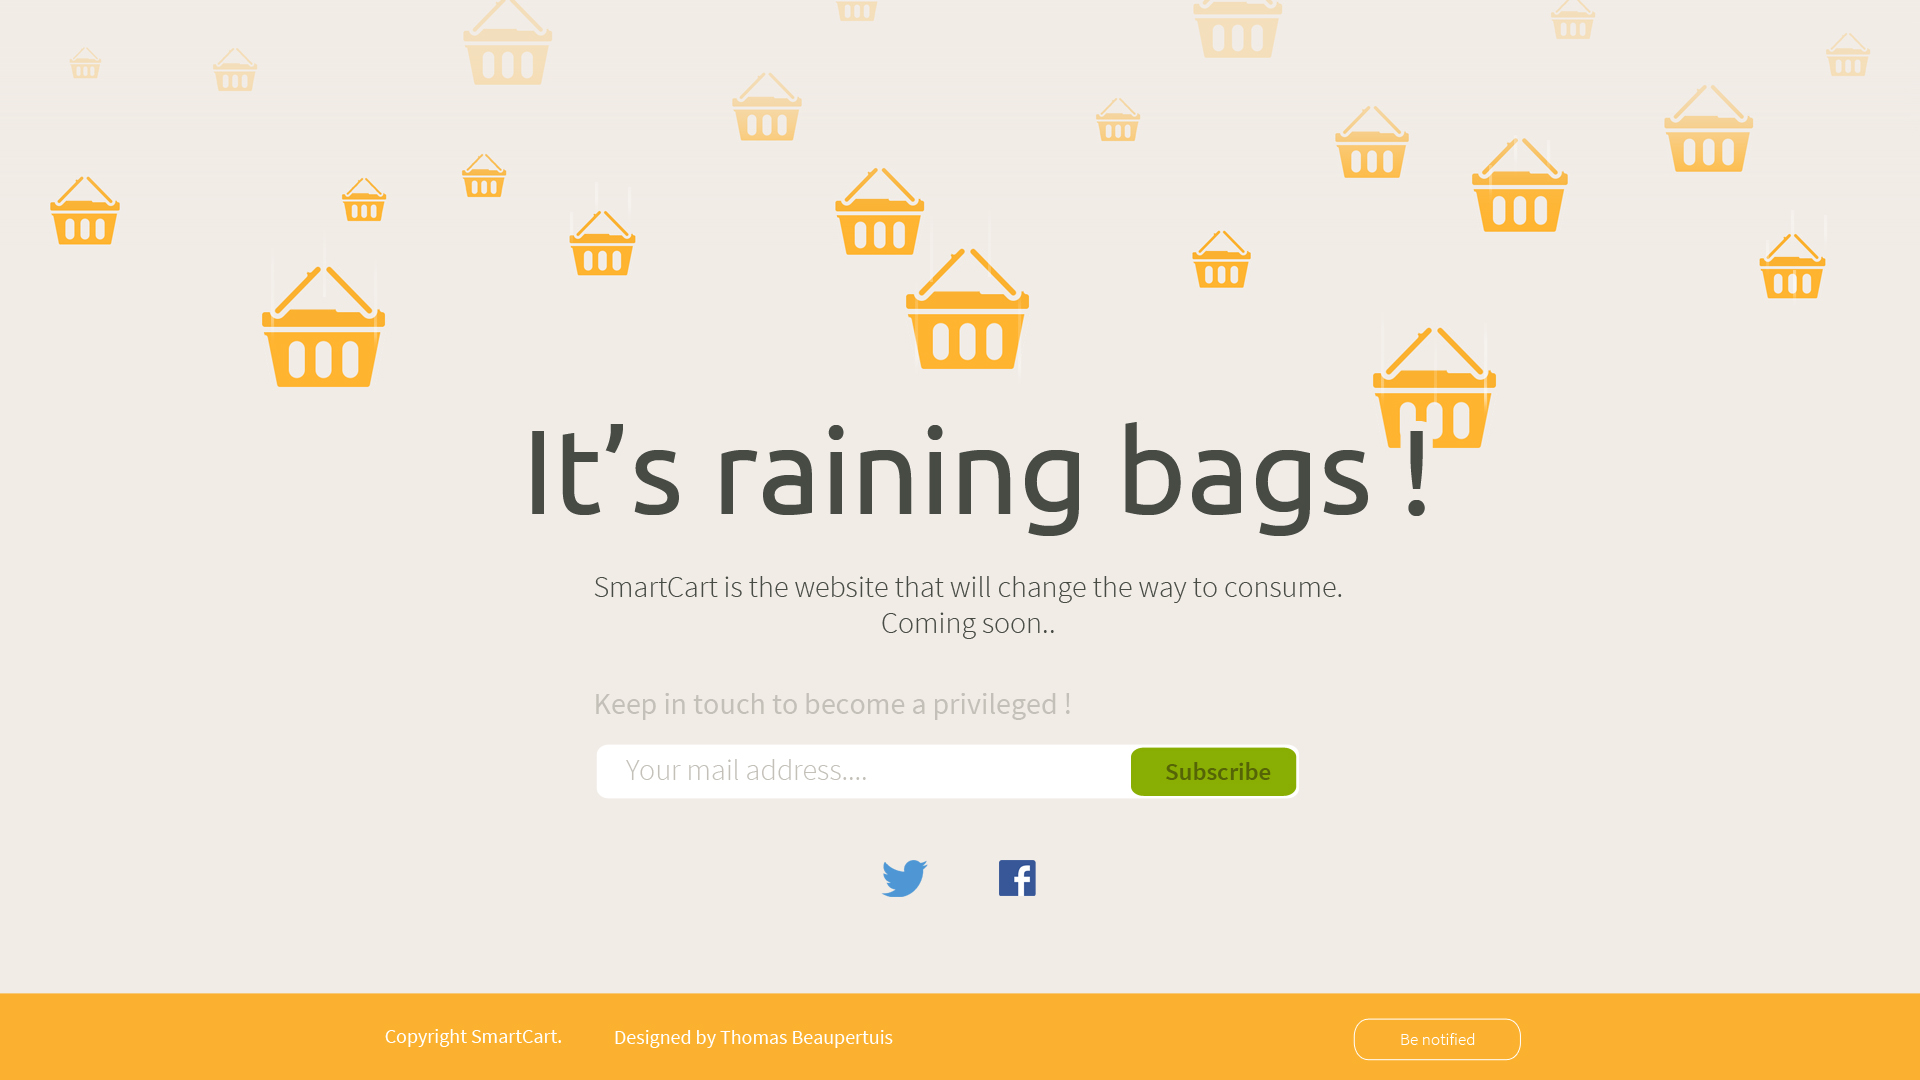 It’s raining bags !
SmartCart is the website that will change the way to consume.
Coming soon..
Keep in touch to become a privileged !
Your mail address....
Subscribe
Copyright SmartCart.
Designed by Thomas Beaupertuis
Be notified